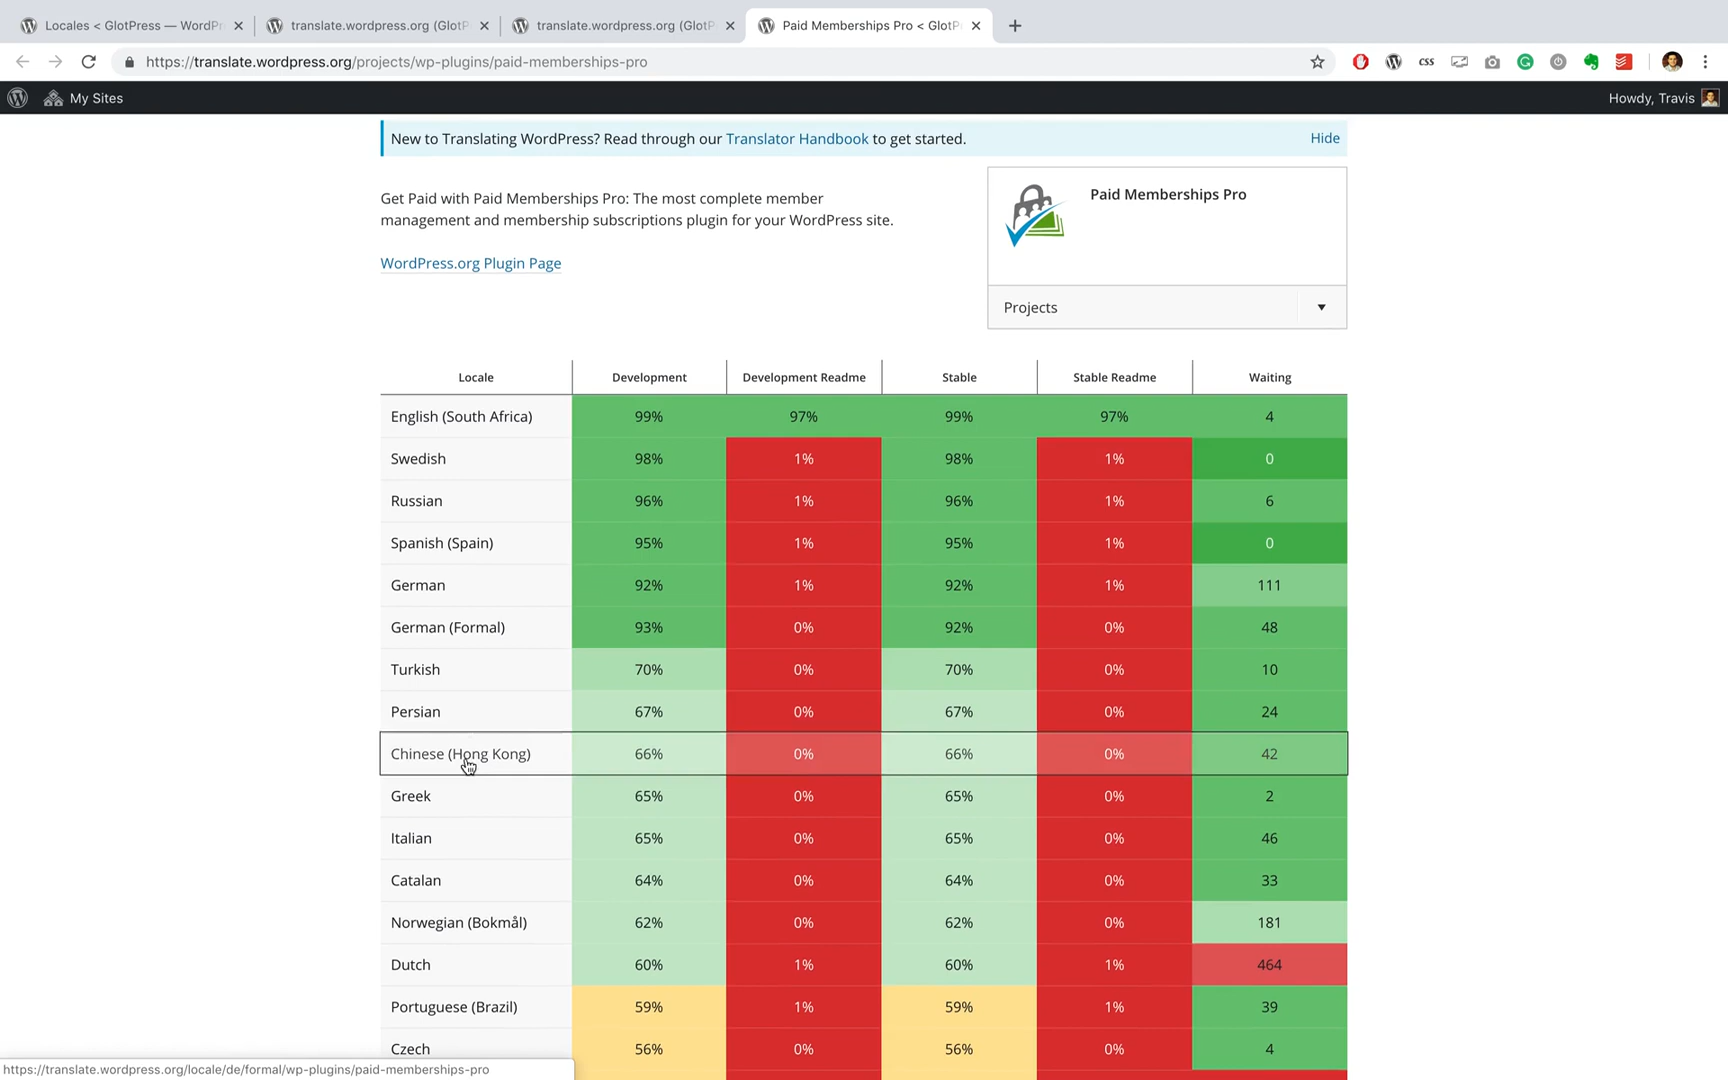 Locales < GlotPress — WordPr
translate.wordpress.org (GlotP
translate.wordpress.org (GlotP
Paid Memberships Pro < GlotP
https://translate.wordpress.org/projects/wp-plugins/paid-memberships-pro
css
My Sites
Howdy, Travis
New to Translating WordPress? Read through our Translator Handbook to get started.
Hide
Get Paid with Paid Memberships Pro: The most complete member
management and membership subscriptions plugin for your WordPress site.
WordPress.org Plugin Page
Paid Memberships Pro
Projects
Locale Development Development Readme Stable Stable Readme Waiting
English (South Africa) 99% 97% 99% 97% 4
Swedish 98% 1% 98% 1% 0
Russian 96% 1% 96% 1% 6
Spanish (Spain) 95% 1% 95% 1% 0
German 92% 1% 92% 1% 111
German (Formal) 93% 0% 92% 0% 48
Turkish 70% 0% 70% 0% 10
Persian 67% 0% 67% 0% 24
Chinese (Hong Kong) 66% 0% 66% 0% 42
Greek 65% 0% 65% 0% 2
Italian 65% 0% 65% 0% 46
Catalan 64% 0% 64% 0% 33
Norwegian (Bokmål) 62% 0% 62% 0% 181
Dutch 60% 1% 60% 1% 464
Portuguese (Brazil) 59% 1% 59% 1% 39
Czech 56% 0% 56% 0% 4
https://translate.wordpress.org/locale/de/formal/wp-plugins/paid-memberships-pro